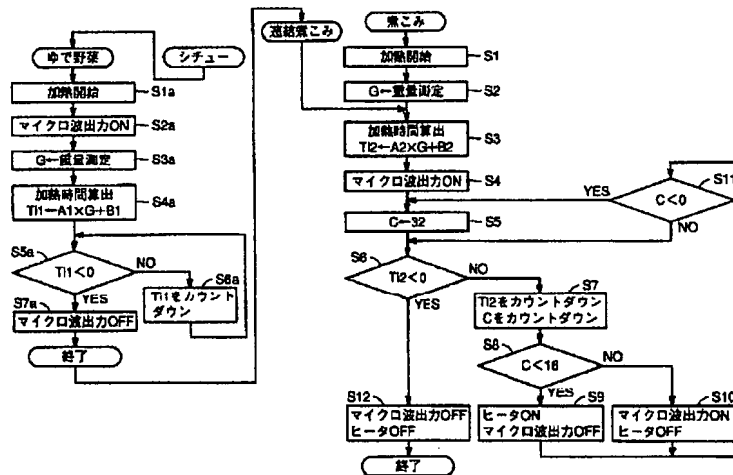 ゆで野菜
シチュー
加熱開始
S1a
マイクロ波出力ON
S2a
G←重量測定
S3a
加熱時間算出
TI1←A1×G+B1
S4a
S5a
TI1<0
NO
YES
S6a
TI1をカウント
ダウン
S7a
マイクロ波出力OFF
終了
連結煮こみ
煮こみ
加熱開始
S1
G←重量測定
S2
加熱時間算出
TI2←A2×G+B2
S3
マイクロ波出力ON
S4
C←32
S5
YES
C<0
S11
NO
S6
TI2<0
NO
YES
S7
TI2をカウントダウン
Cをカウントダウン
S8
C<16
NO
YES
S12
マイクロ波出力OFF
ヒータOFF
S9
ヒータON
マイクロ波出力OFF
S10
マイクロ波出力ON
ヒータOFF
終了